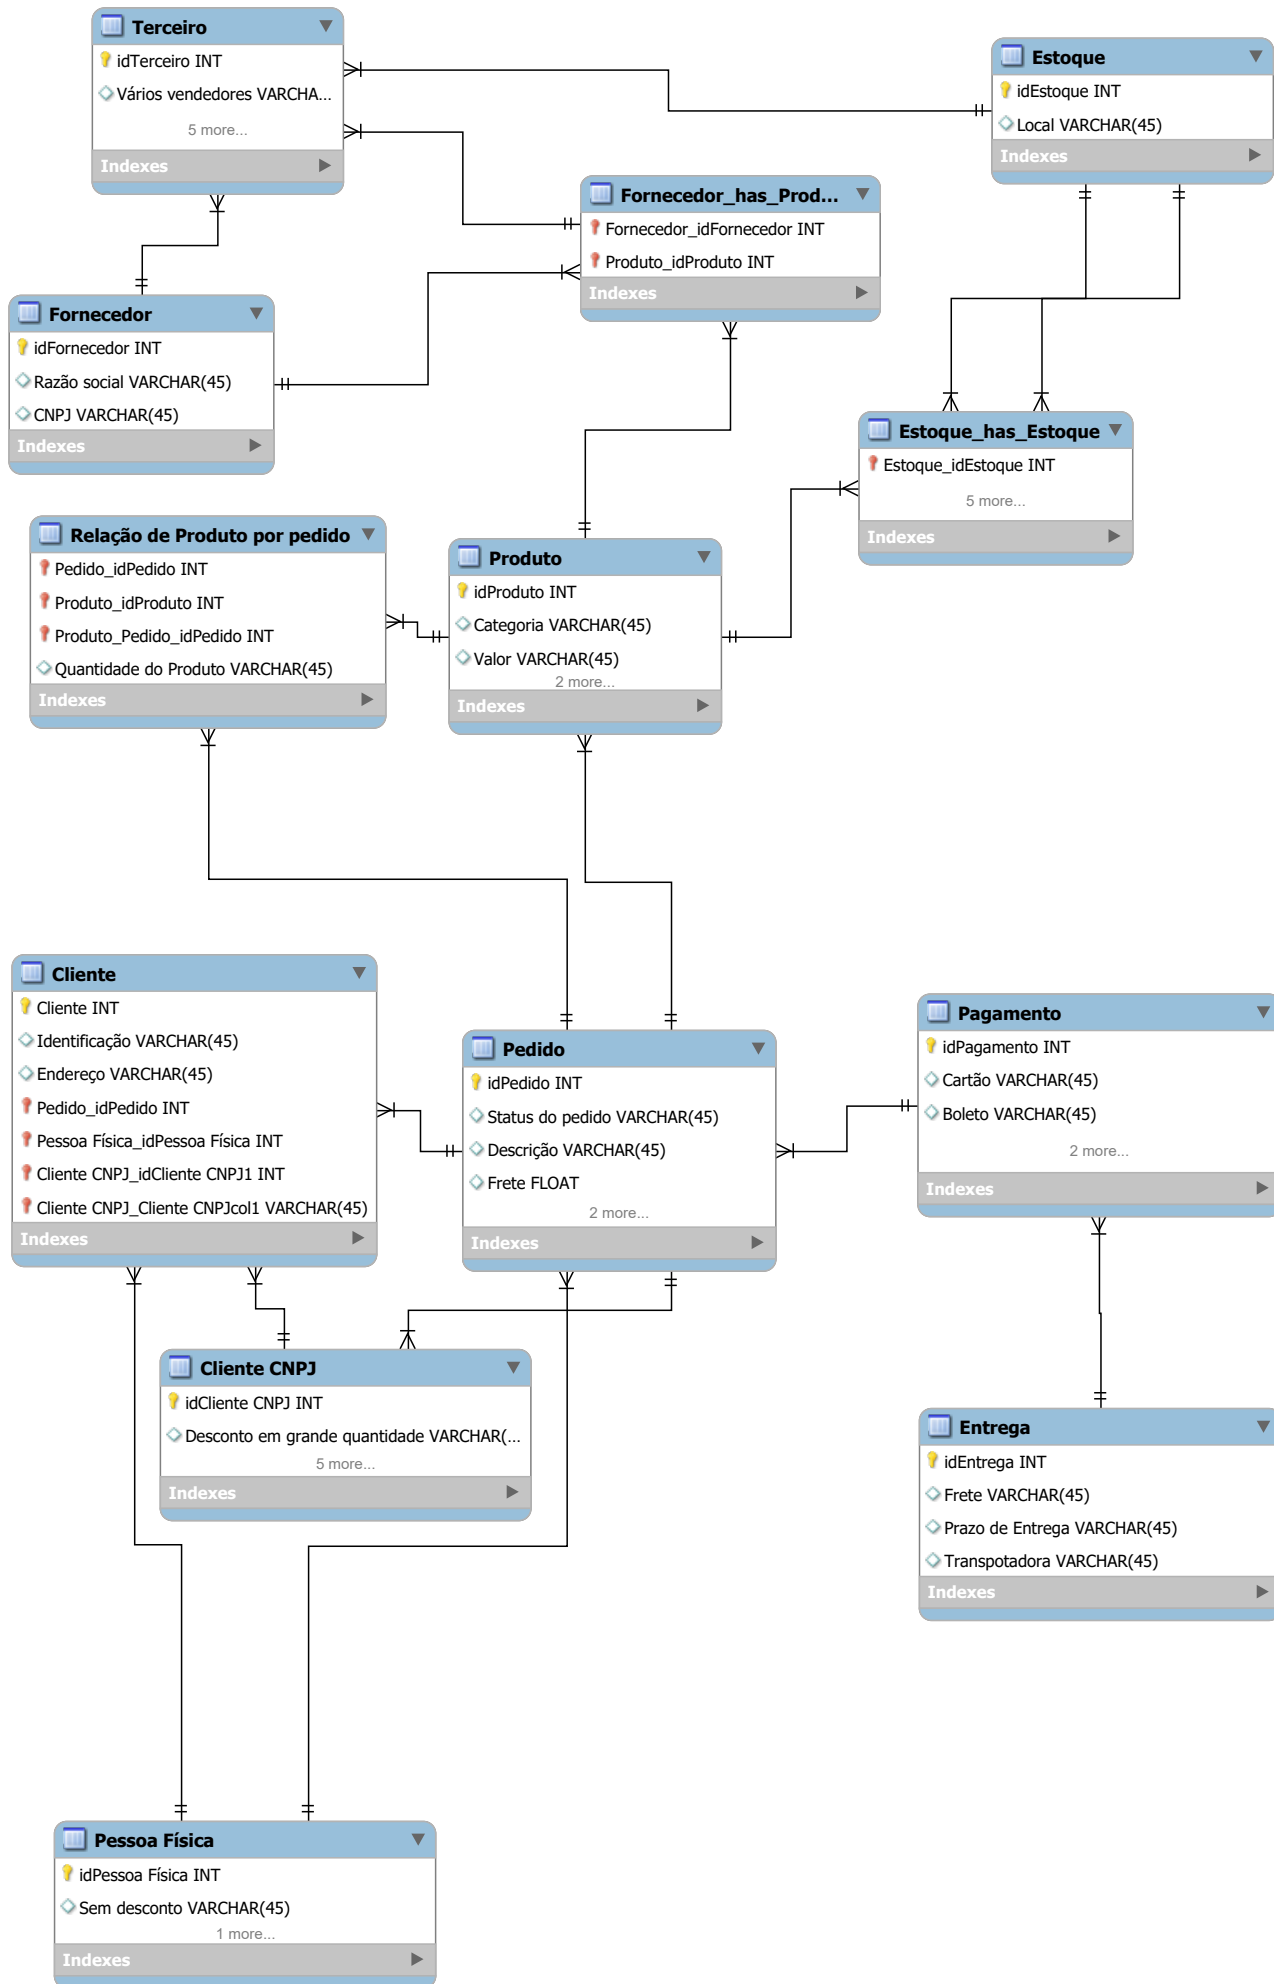 Terceiro
idTerceiro INT
Vários vendedores VARCHA...
5 more...
Indexes
Estoque
idEstoque INT
Local VARCHAR(45)
Indexes
Fornecedor_has_Prod...
Fornecedor_idFornecedor INT
Produto_idProduto INT
Indexes
Fornecedor
idFornecedor INT
Razão social VARCHAR(45)
CNPJ VARCHAR(45)
Indexes
Estoque_has_Estoque
Estoque_idEstoque INT
5 more...
Indexes
Relação de Produto por pedido
Pedido_idPedido INT
Produto_idProduto INT
Produto_Pedido_idPedido INT
Quantidade do Produto VARCHAR(45)
Indexes
Produto
idProduto INT
Categoria VARCHAR(45)
Valor VARCHAR(45)
2 more...
Indexes
Cliente
Cliente INT
Identificação VARCHAR(45)
Endereço VARCHAR(45)
Pedido_idPedido INT
Pessoa Física_idPessoa Física INT
Cliente CNPJ_idCliente CNPJ1 INT
Cliente CNPJ_Cliente CNPJcol1 VARCHAR(45)
Indexes
Pedido
idPedido INT
Status do pedido VARCHAR(45)
Descrição VARCHAR(45)
Frete FLOAT
2 more...
Indexes
Pagamento
idPagamento INT
Cartão VARCHAR(45)
Boleto VARCHAR(45)
2 more...
Indexes
Cliente CNPJ
idCliente CNPJ INT
Desconto em grande quantidade VARCHAR(...
5 more...
Indexes
Entrega
idEntrega INT
Frete VARCHAR(45)
Prazo de Entrega VARCHAR(45)
Transpotadora VARCHAR(45)
Indexes
Pessoa Física
idPessoa Física INT
Sem desconto VARCHAR(45)
1 more...
Indexes